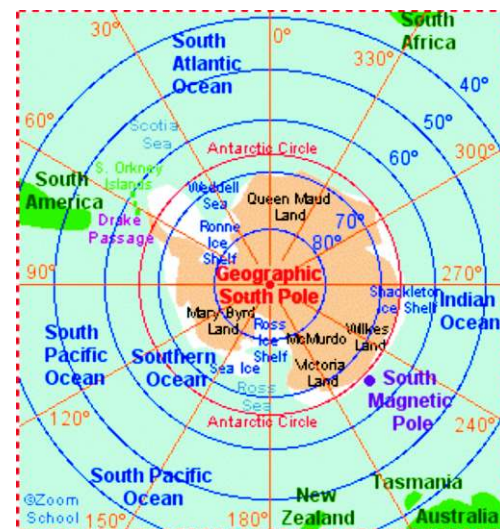 South
Africa
30°
South
Atlantic
Ocean
0°
330°
40°
50°
60°
60°
300°
Scotia
Sea
Antarctic Circle
S. Orkney
Islands
South
America
Drake
Passage
Weddell
Sea
Queen Maud
Land
70°
80°
Ronne
Ice
Shelf
Geographic
South Pole
90°
270°
Shackleton
Ice Shelf
Indian
Ocean
Mary Byrd
Land
Ross
Ice
Shelf
McMurdo
Wilkes
Land
Victoria
Land
South
Pacific
Ocean
Southern
Ocean
Sea Ice
Ross
Sea
South
Magnetic
Pole
120°
240°
Antarctic Circle
South Pacific
Ocean
Tasmania
New
Zealand
Australia
©Zoom
School
150°
180°